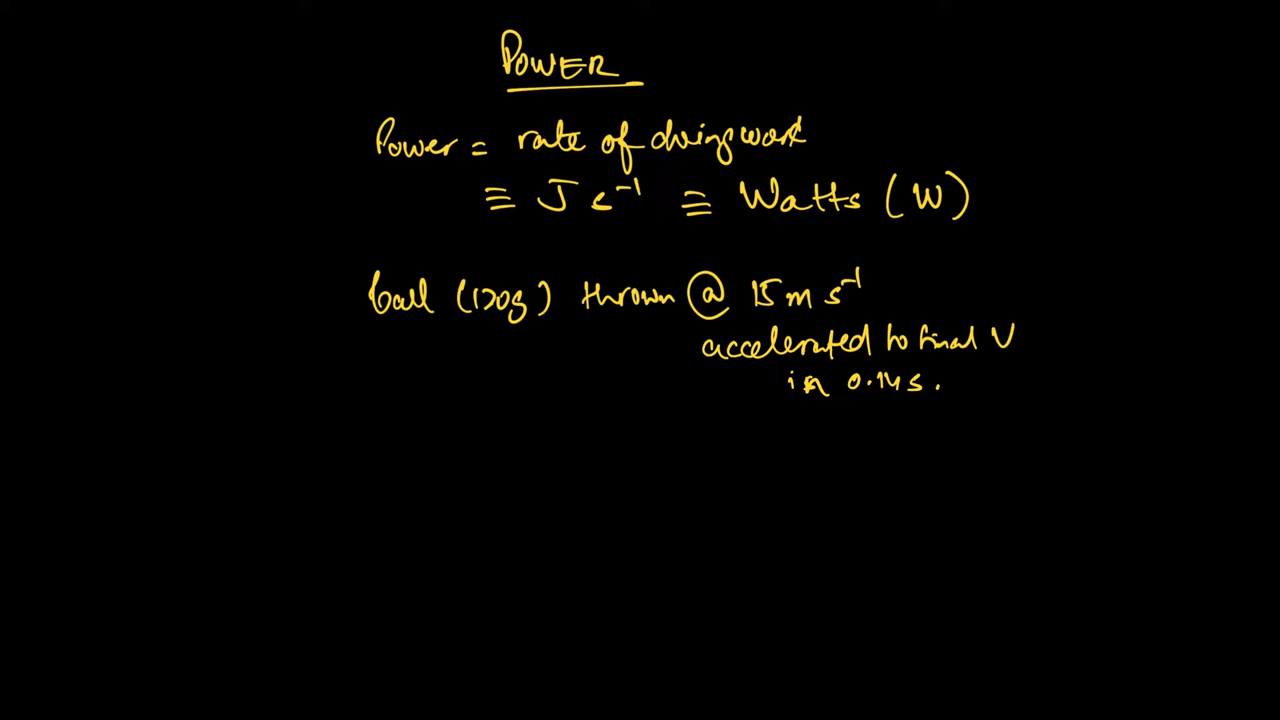 POWER
Power = rate of doing work
≡ J s⁻¹ ≡ Watts (W)
ball (120g) thrown @ 15 m s⁻¹
accelerated to final V
in 0.14 s.